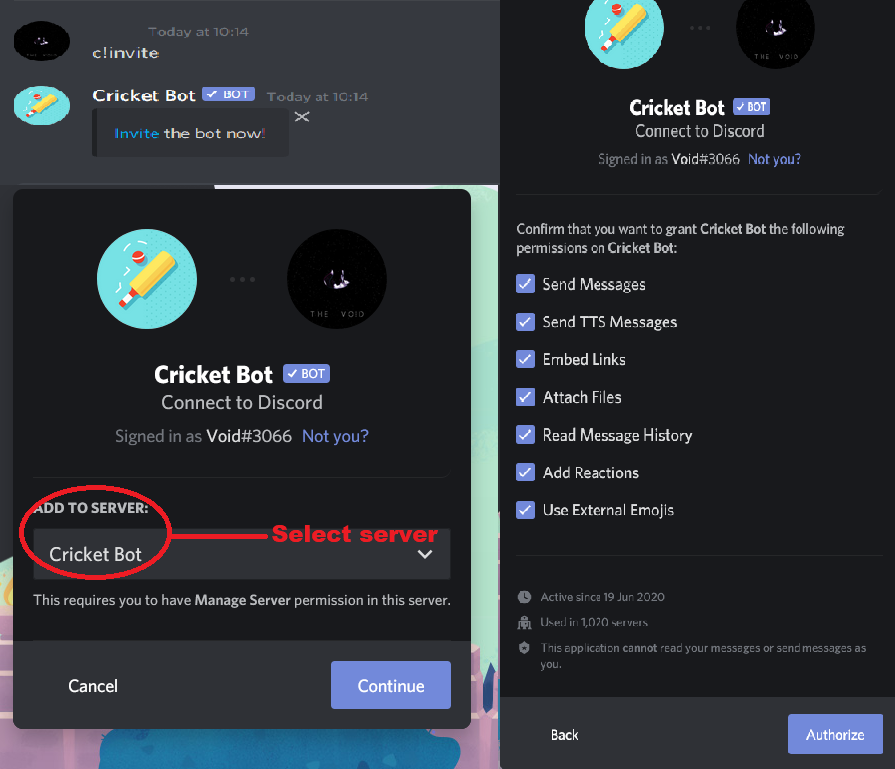 Today at 10:14
c!invite
Cricket Bot ✓ BOT Today at 10:14
Invite the bot now!
Cricket Bot ✓ BOT
Connect to Discord
Signed in as Void#3066 Not you?
ADD TO SERVER:
Select server
Cricket Bot
This requires you to have Manage Server permission in this server.
Cancel
Continue
THE VOID
THE VOID
Cricket Bot ✓ BOT
Connect to Discord
Signed in as Void#3066 Not you?
Confirm that you want to grant Cricket Bot the following
permissions on Cricket Bot:
Send Messages
Send TTS Messages
Embed Links
Attach Files
Read Message History
Add Reactions
Use External Emojis
Active since 19 Jun 2020
Used in 1,020 servers
This application cannot read your messages or send messages as
you.
Back
Authorize